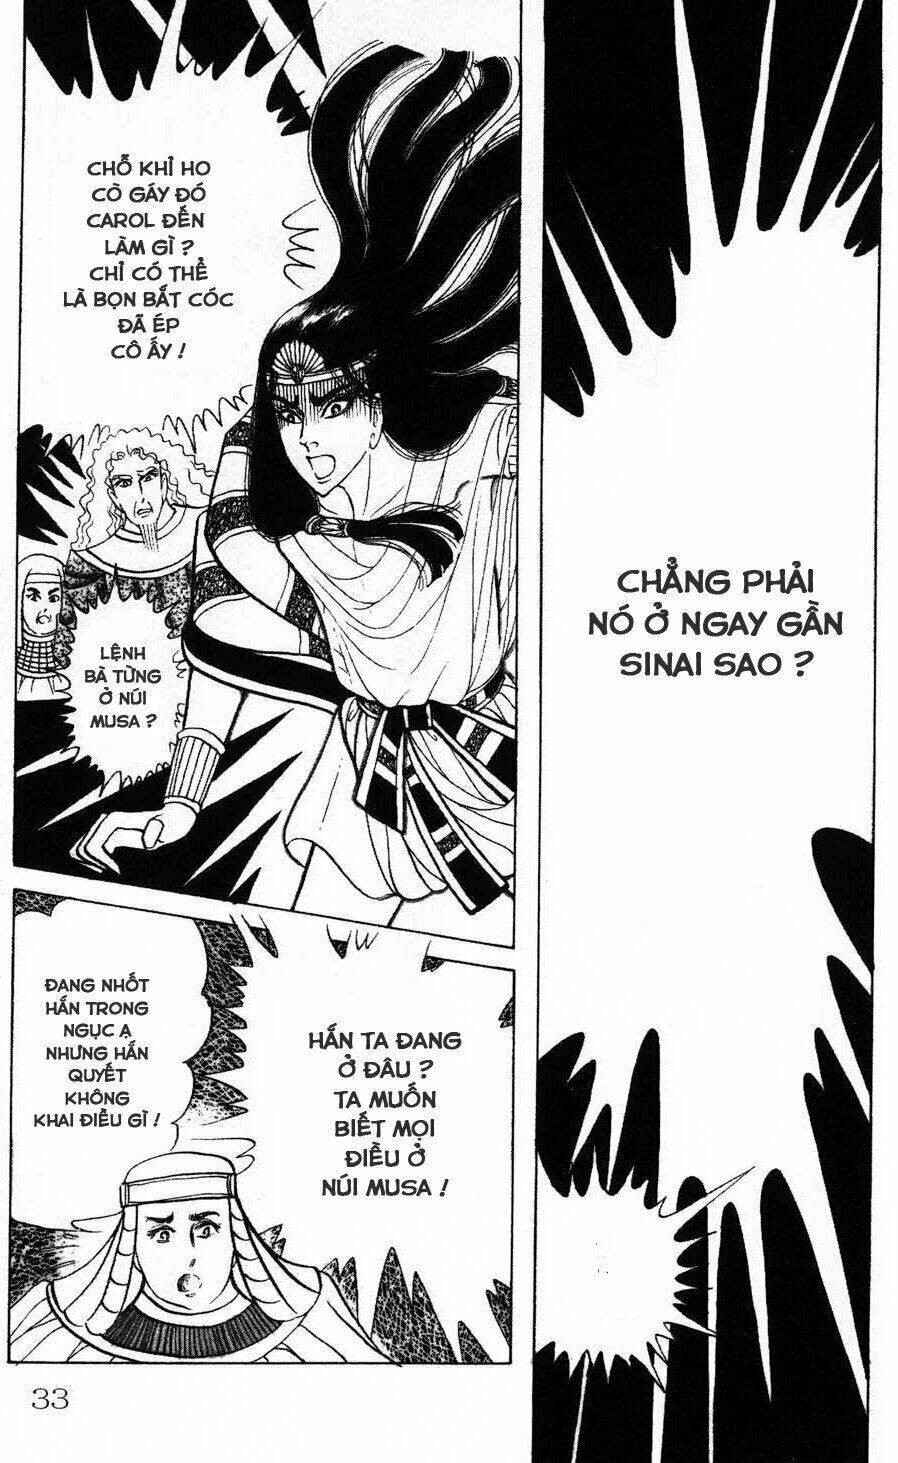 CHẲNG PHẢI
NÓ Ở NGAY GẦN
SINAI SAO ?
CHỖ KHỈ HO
CÒ GÁY ĐÓ
CAROL ĐẾN
LÀM GÌ ?
CHỈ CÓ THỂ
LÀ BỌN BẮT CÓC
ĐÃ ÉP
CÔ ẤY !
LỆNH
BÀ TỪNG
Ở NÚI
MUSA ?
HẮN TA ĐANG
Ở ĐÂU ?
TA MUỐN
BIẾT MỌI
ĐIỀU Ở
NÚI MUSA !
ĐANG NHỐT
HẮN TRONG
NGỤC Ạ
NHƯNG HẮN
QUYẾT
KHÔNG
KHAI ĐIỀU GÌ !
33